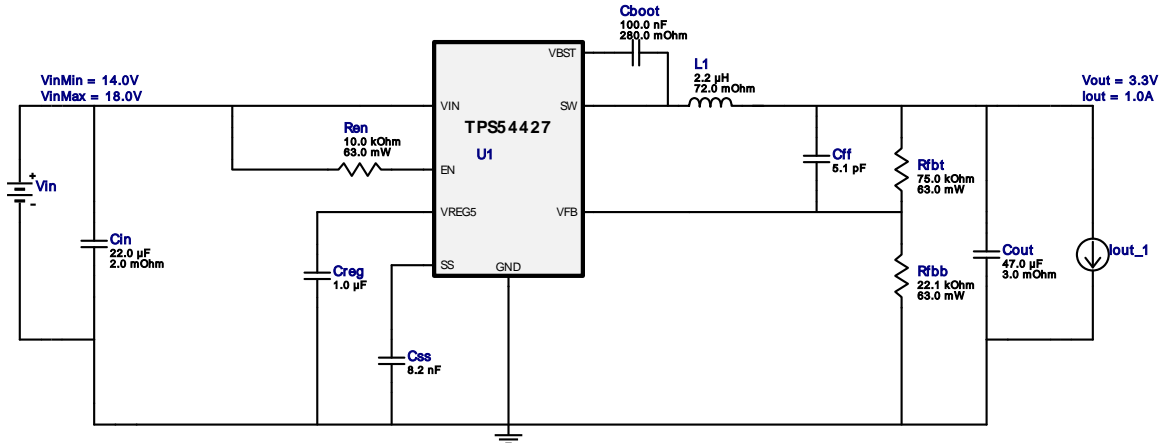 Cboot
100.0 nF
280.0 mOhm
VinMin = 14.0V
VinMax = 18.0V
VBST
L1
2.2 µH
72.0 mOhm
Vout = 3.3V
Iout = 1.0A
VIN
SW
TPS54427
U1
Ren
10.0 kOhm
63.0 mW
EN
Cff
5.1 pF
Rfbt
75.0 kOhm
63.0 mW
+
Vin
-
VREG5
VFB
Cin
22.0 µF
2.0 mOhm
Creg
1.0 µF
SS
GND
Rfbb
22.1 kOhm
63.0 mW
Cout
47.0 µF
3.0 mOhm
Iout_1
Css
8.2 nF